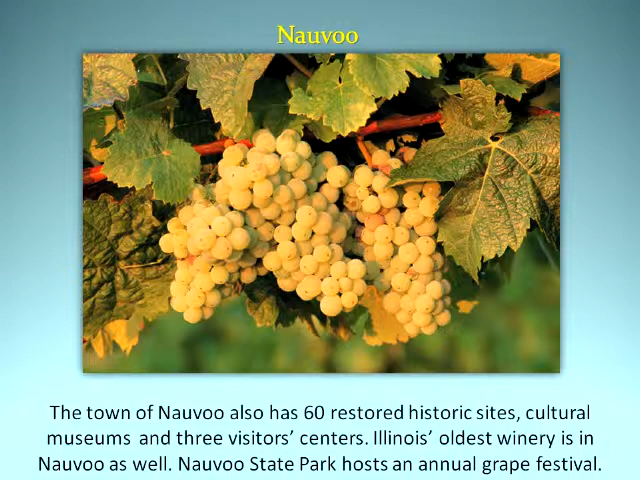 Nauvoo
The town of Nauvoo also has 60 restored historic sites, cultural
museums and three visitors’ centers. Illinois’ oldest winery is in
Nauvoo as well. Nauvoo State Park hosts an annual grape festival.